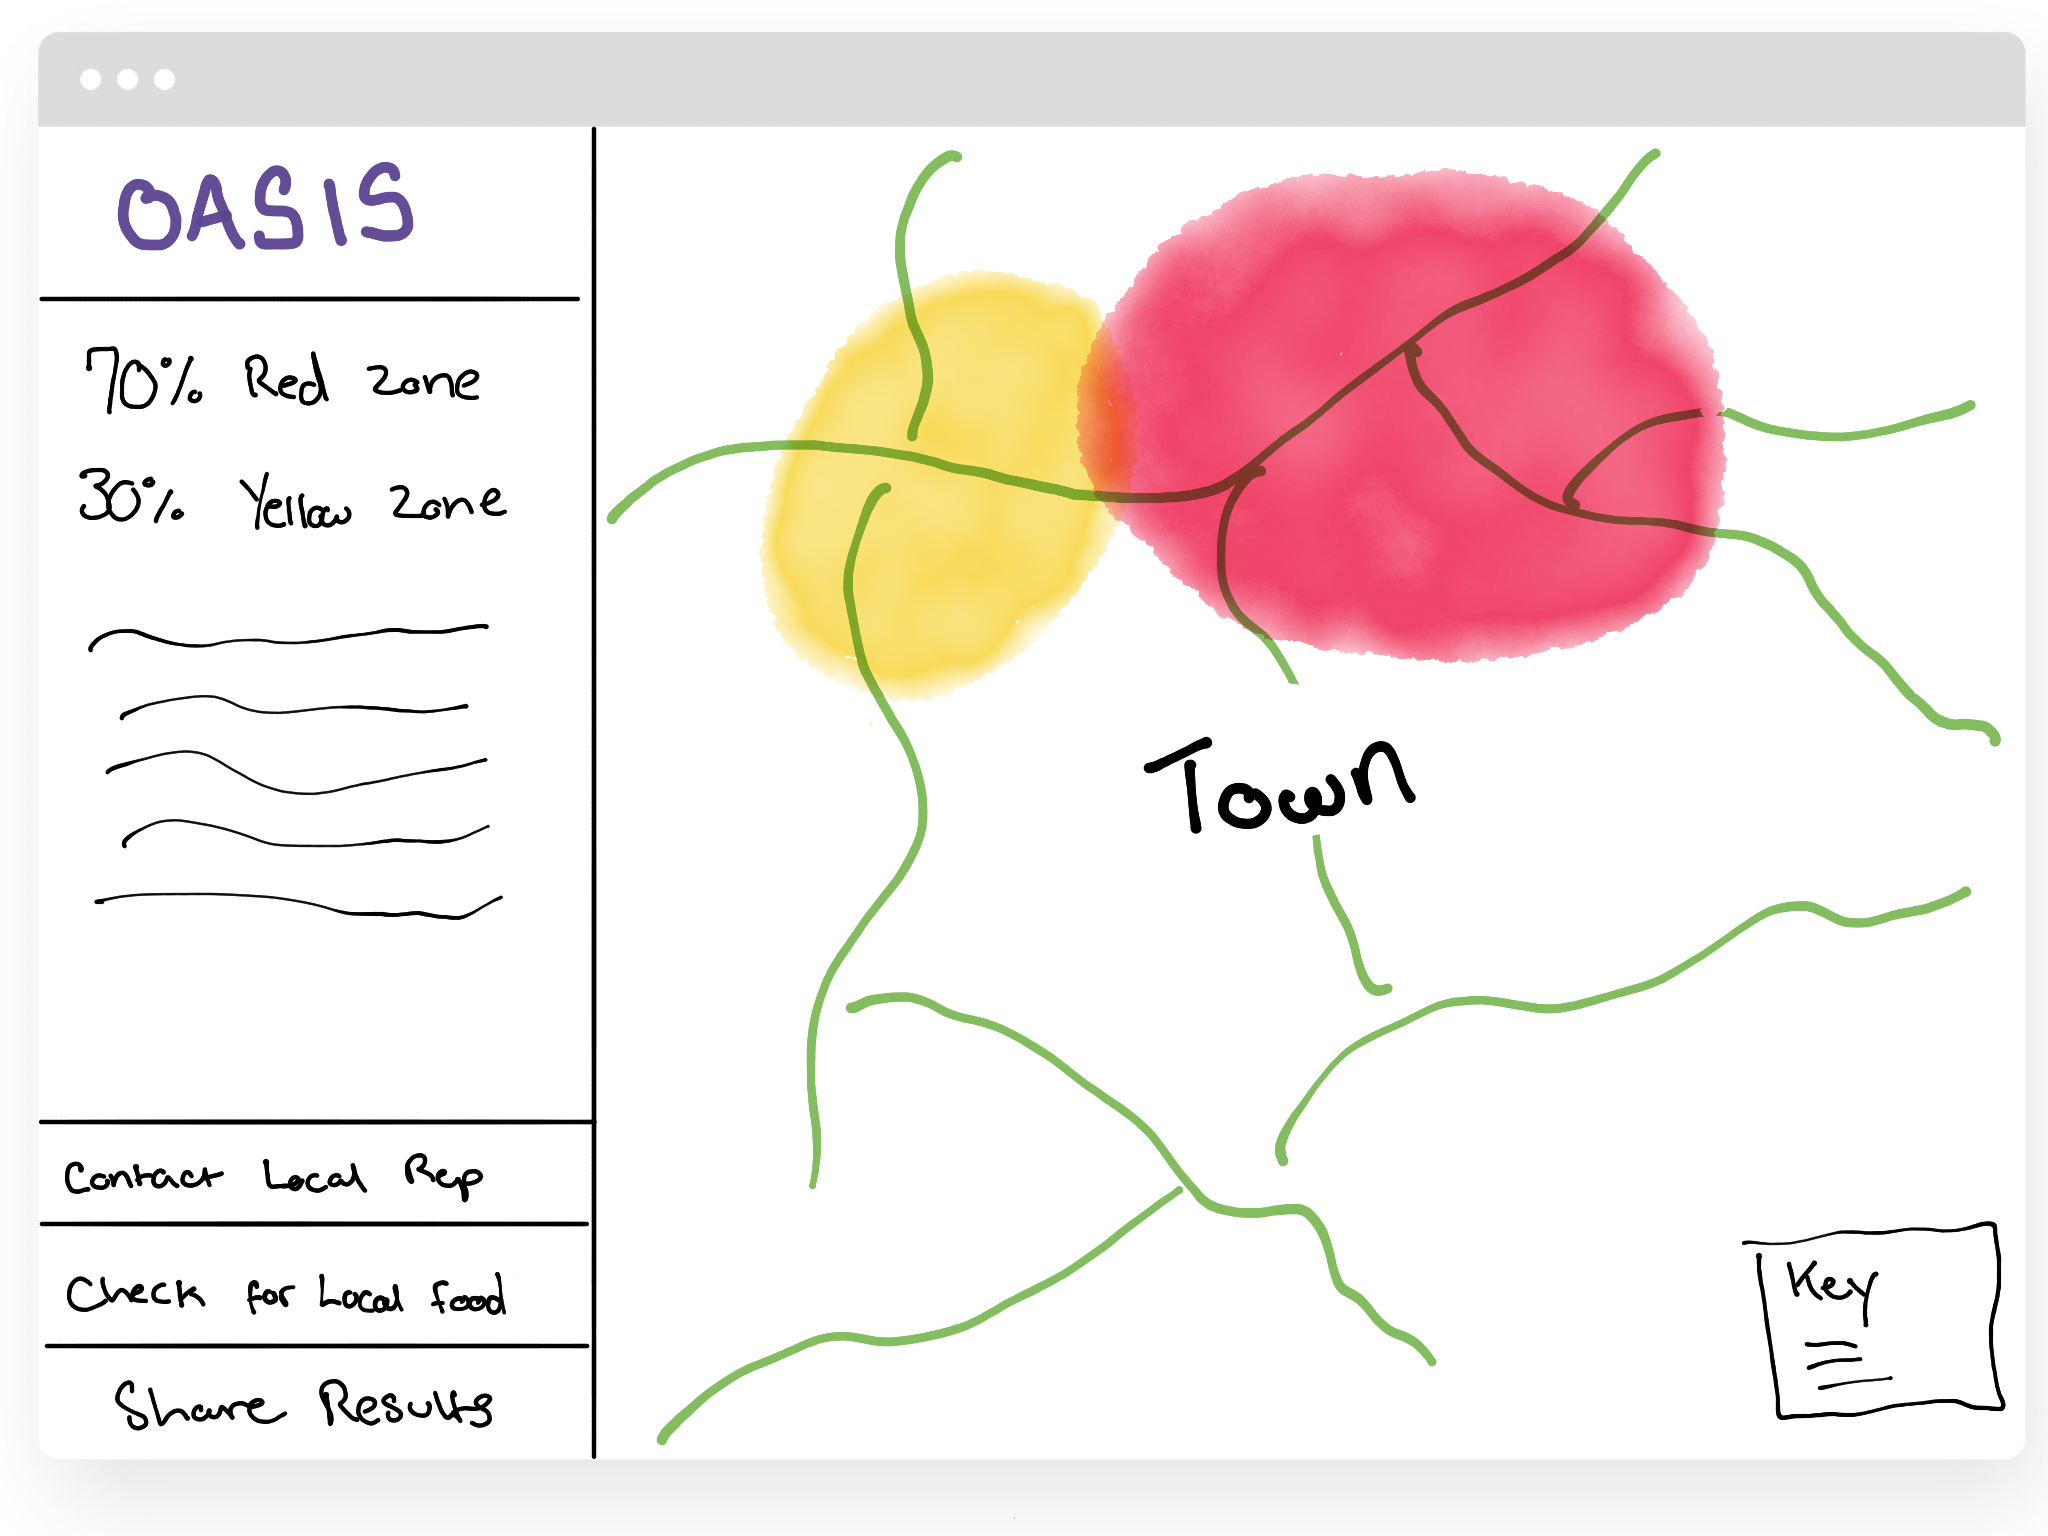 OASIS
70% Red zone
30% Yellow zone
Contact Local Rep
Check for Local food
Share Results
Town
Key